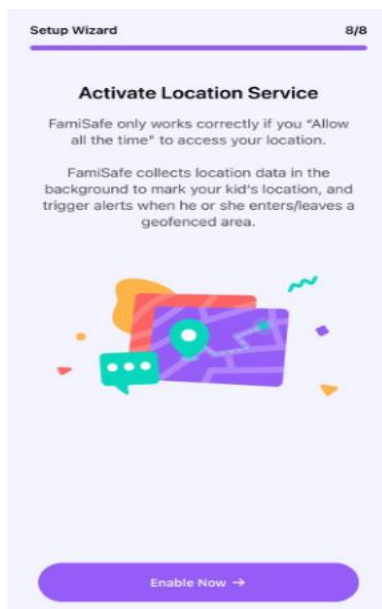 Setup Wizard 8/8
Activate Location Service
FamiSafe only works correctly if you “Allow
all the time” to access your location.
FamiSafe collects location data in the
background to mark your kid's location, and
trigger alerts when he or she enters/leaves a
geofenced area.
Enable Now →